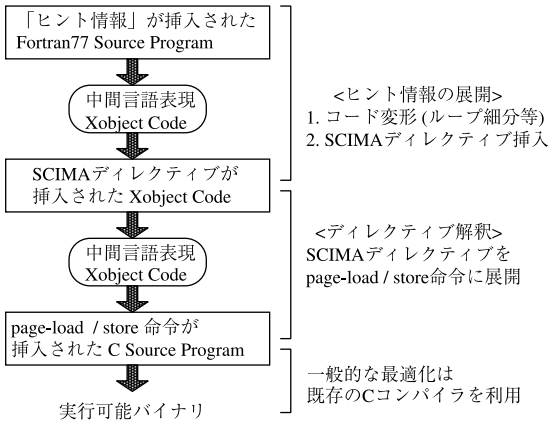 「ヒント情報」が挿入された
Fortran77 Source Program
中間言語表現
Xobject Code
SCIMAディレクティブが
挿入された Xobject Code
中間言語表現
Xobject Code
page-load / store 命令が
挿入された C Source Program
実行可能バイナリ
<ヒント情報の展開>
1. コード変形 (ループ細分等)
2. SCIMAディレクティブ挿入
<ディレクティブ解釈>
SCIMAディレクティブを
page-load / store命令に展開
一般的な最適化は
既存のCコンパイラを利用